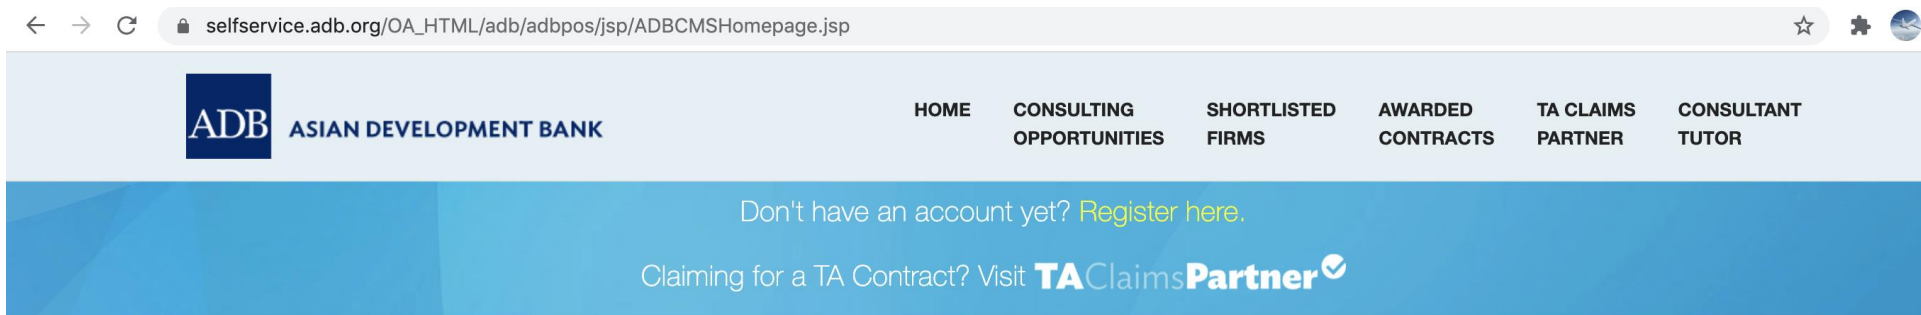 selfservice.adb.org/OA_HTML/adb/adbpos/jsp/ADBCMSHomepage.jsp
ADB ASIAN DEVELOPMENT BANK
HOME
CONSULTING
OPPORTUNITIES
SHORTLISTED
FIRMS
AWARDED
CONTRACTS
TA CLAIMS
PARTNER
CONSULTANT
TUTOR
Don't have an account yet? Register here.
Claiming for a TA Contract? Visit TAClaimsPartner